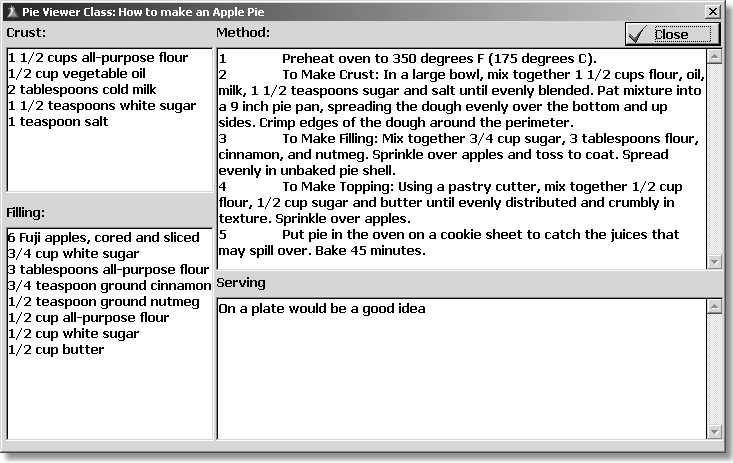 Pie Viewer Class: How to make an Apple Pie
Crust:
1 1/2 cups all-purpose flour
1/2 cup vegetable oil
2 tablespoons cold milk
1 1/2 teaspoons white sugar
1 teaspoon salt
Filling:
6 Fuji apples, cored and sliced
3/4 cup white sugar
3 tablespoons all-purpose flour
3/4 teaspoon ground cinnamon
1/2 teaspoon ground nutmeg
1/2 cup all-purpose flour
1/2 cup white sugar
1/2 cup butter
Method:
Close
1 Preheat oven to 350 degrees F (175 degrees C).
2 To Make Crust: In a large bowl, mix together 1 1/2 cups flour, oil,
milk, 1 1/2 teaspoons sugar and salt until evenly blended. Pat mixture into
a 9 inch pie pan, spreading the dough evenly over the bottom and up
sides. Crimp edges of the dough around the perimeter.
3 To Make Filling: Mix together 3/4 cup sugar, 3 tablespoons flour,
cinnamon, and nutmeg. Sprinkle over apples and toss to coat. Spread
evenly in unbaked pie shell.
4 To Make Topping: Using a pastry cutter, mix together 1/2 cup
flour, 1/2 cup sugar and butter until evenly distributed and crumbly in
texture. Sprinkle over apples.
5 Put pie in the oven on a cookie sheet to catch the juices that
may spill over. Bake 45 minutes.
Serving
On a plate would be a good idea